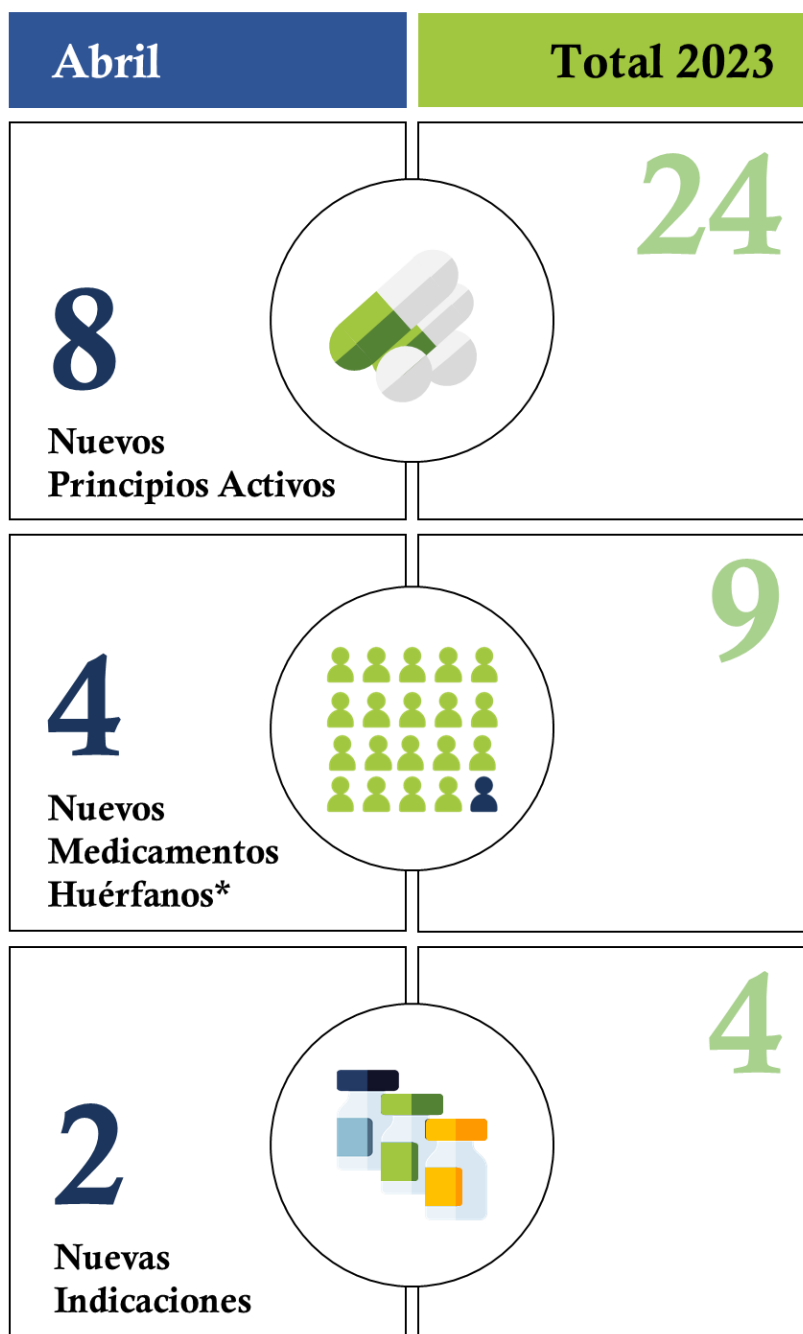 Abril
Total 2023
24
8
Nuevos
Principios Activos
9
4
Nuevos
Medicamentos
Huérfanos*
4
2
Nuevas
Indicaciones